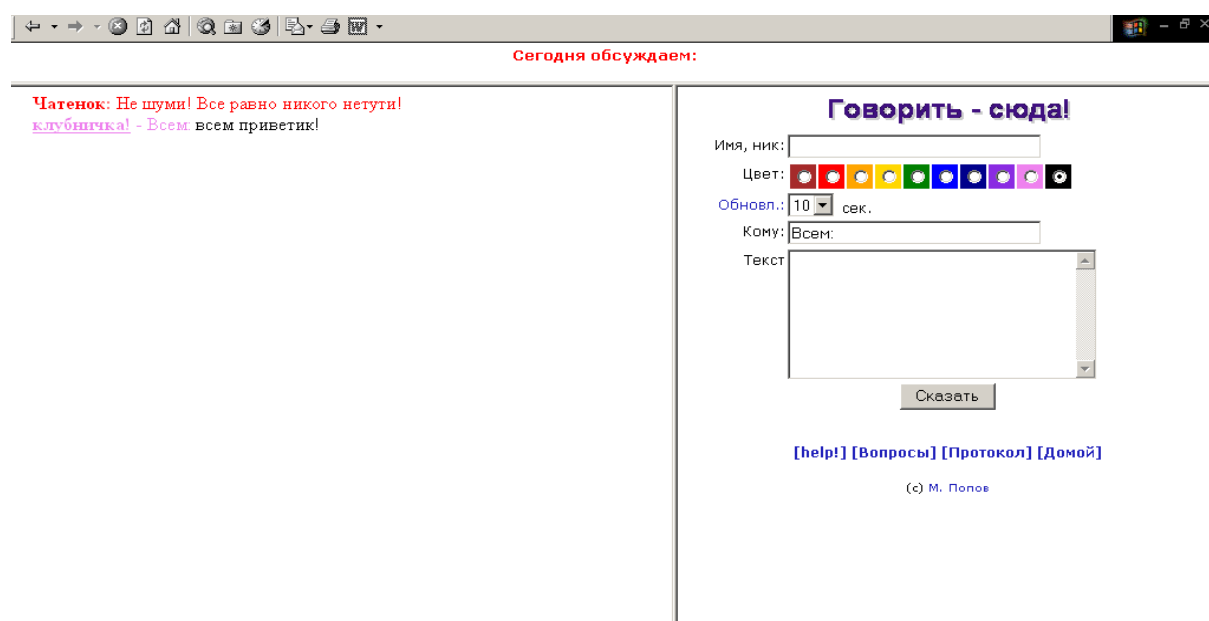 Сегодня обсуждаем:
Чатенок: Не шуми! Все равно никого нетути!
клубничка! - Всем: всем приветик!
Говорить - сюда!
Имя, ник:
Цвет:
Обновл.: 10 сек.
Кому: Всем:
Текст
Сказать
[help!] [Вопросы] [Протокол] [Домой]
(c) М. Попов